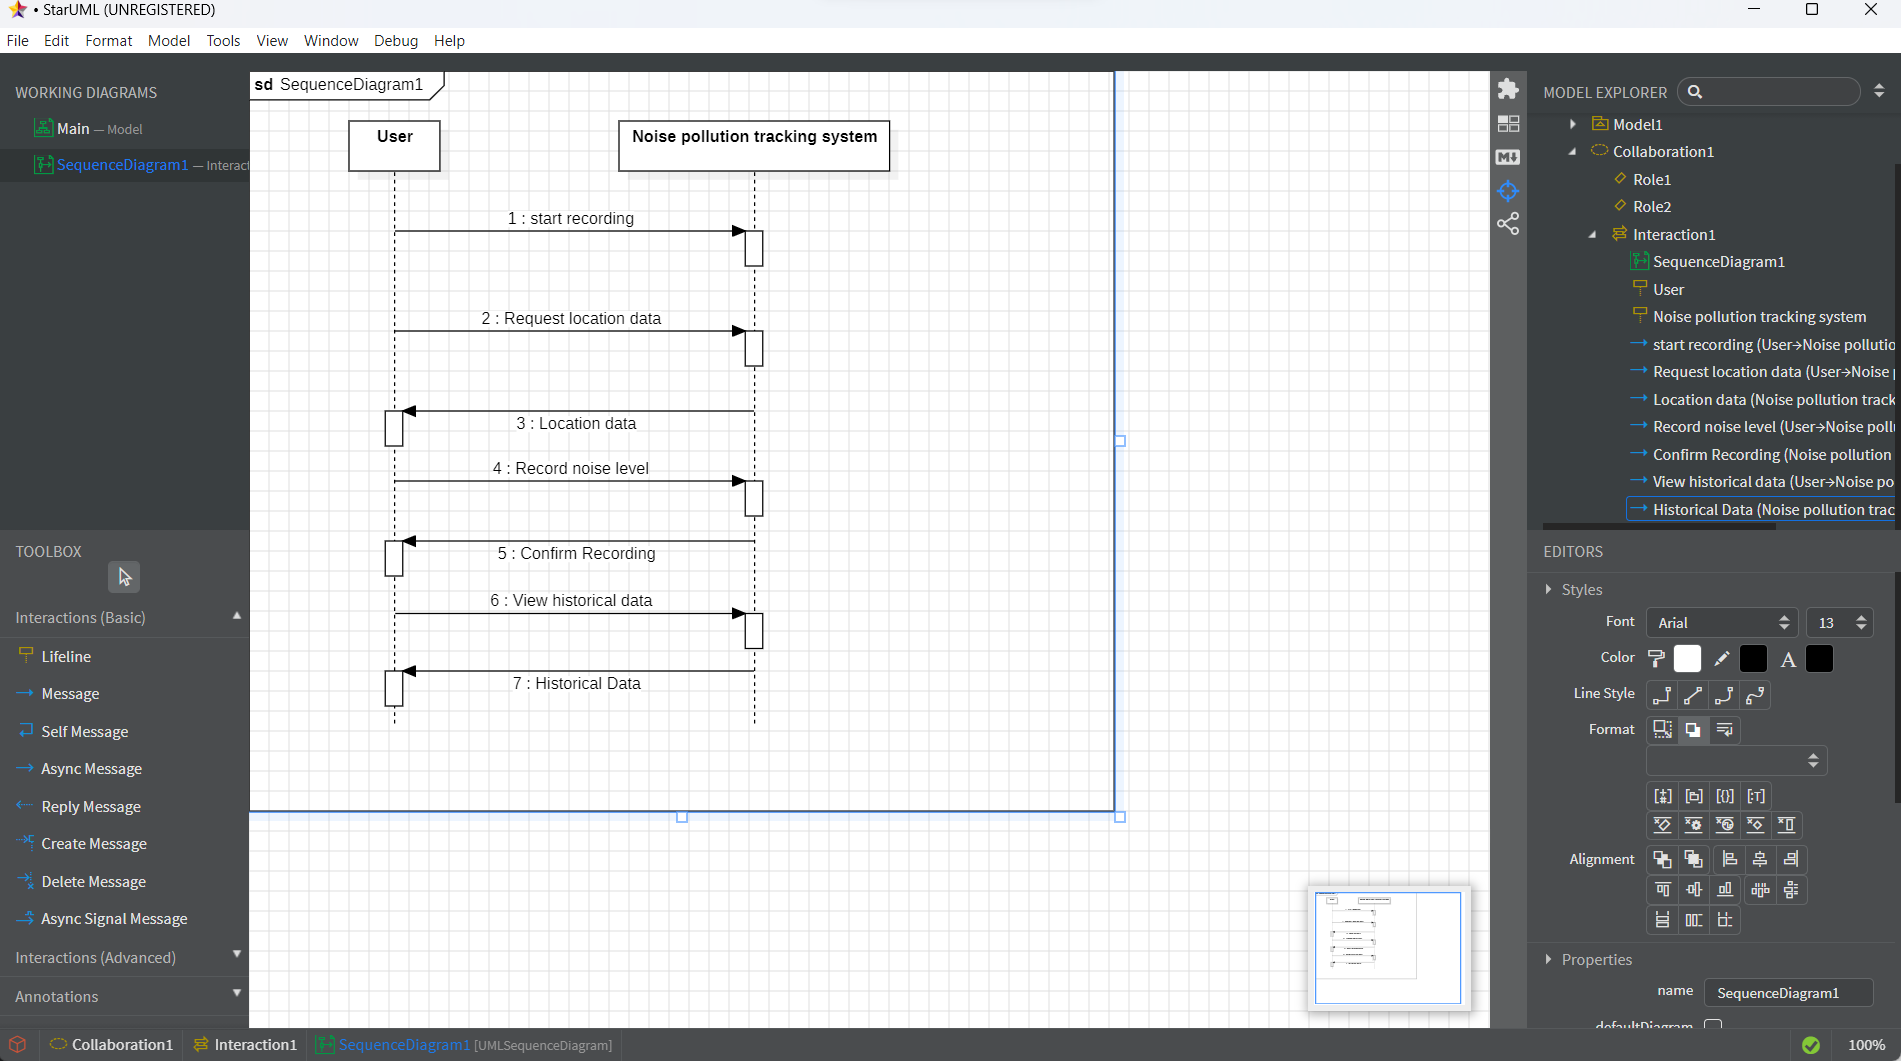 • StarUML (UNREGISTERED)
File Edit Format Model Tools View Window Debug Help
WORKING DIAGRAMS
Main — Model
SequenceDiagram1 — Interact
TOOLBOX
Interactions (Basic)
Lifeline
Message
Self Message
Async Message
Reply Message
Create Message
Delete Message
Async Signal Message
Interactions (Advanced)
Annotations
sd SequenceDiagram1
User
Noise pollution tracking system
1 : start recording
2 : Request location data
3 : Location data
4 : Record noise level
5 : Confirm Recording
6 : View historical data
7 : Historical Data
MODEL EXPLORER
Model1
Collaboration1
Role1
Role2
Interaction1
SequenceDiagram1
User
Noise pollution tracking system
start recording (User→Noise pollutio
Request location data (User→Noise p
Location data (Noise pollution track
Record noise level (User→Noise poll
Confirm Recording (Noise pollution
View historical data (User→Noise po
Historical Data (Noise pollution trac
EDITORS
Styles
Font Arial 13
Color
Line Style
Format
Alignment
Properties
name SequenceDiagram1
defaultDiagram
Collaboration1 Interaction1 SequenceDiagram1 [UMLSequenceDiagram]
100%